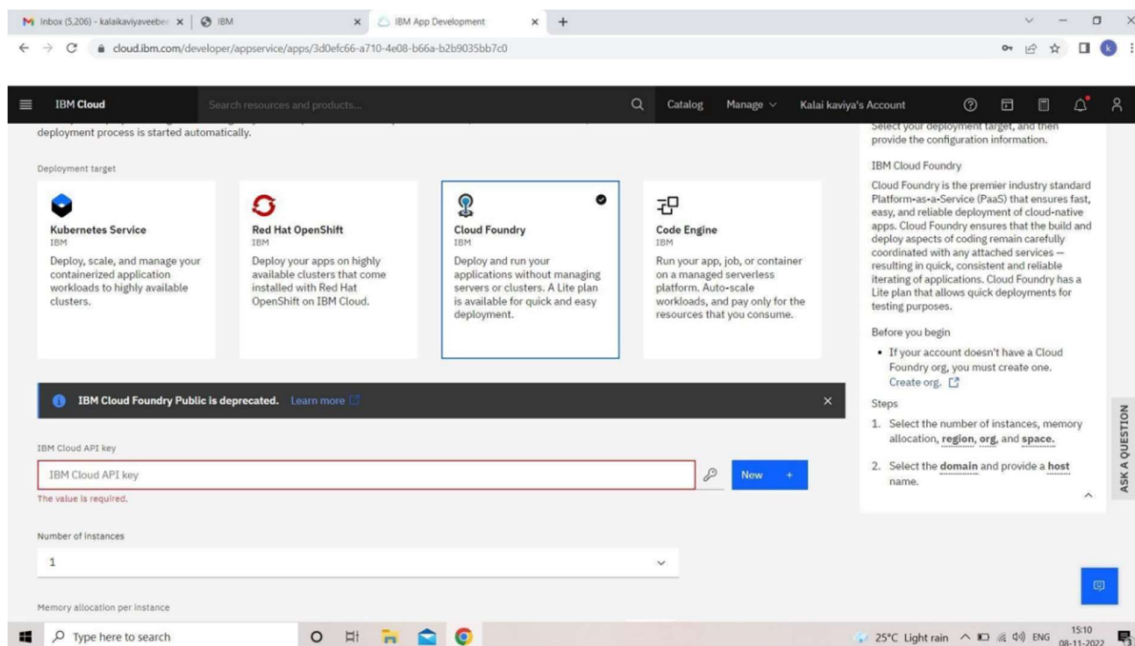 Inbox (5,206) - kalaikaviyaveeber
IBM
IBM App Development
cloud.ibm.com/developer/appservice/apps/3d0efc66-a710-4e08-b66a-b2b9035bb7c0
k
IBM Cloud
Search resources and products...
Catalog
Manage
Kalai kaviya's Account
deployment process is started automatically.
Deployment target
Kubernetes Service
IBM
Deploy, scale, and manage your
containerized application
workloads to highly available
clusters.
Red Hat OpenShift
IBM
Deploy your apps on highly
available clusters that come
installed with Red Hat
OpenShift on IBM Cloud.
Cloud Foundry
IBM
Deploy and run your
applications without managing
servers or clusters. A Lite plan
is available for quick and easy
deployment.
Code Engine
IBM
Run your app, job, or container
on a managed serverless
platform. Auto-scale
workloads, and pay only for the
resources that you consume.
IBM Cloud Foundry Public is deprecated. Learn more
IBM Cloud API key
IBM Cloud API key
New +
The value is required.
Number of instances
1
Memory allocation per instance
Select your deployment target, and then
provide the configuration information.
IBM Cloud Foundry
Cloud Foundry is the premier industry standard
Platform-as-a-Service (PaaS) that ensures fast,
easy, and reliable deployment of cloud-native
apps. Cloud Foundry ensures that the build and
deploy aspects of coding remain carefully
coordinated with any attached services —
resulting in quick, consistent and reliable
iterating of applications. Cloud Foundry has a
Lite plan that allows quick deployments for
testing purposes.
Before you begin
• If your account doesn't have a Cloud
Foundry org, you must create one.
Create org.
Steps
1. Select the number of instances, memory
allocation, region, org, and space.
2. Select the domain and provide a host
name.
ASK A QUESTION
Type here to search
25°C Light rain
ENG
15:10
08-11-2022